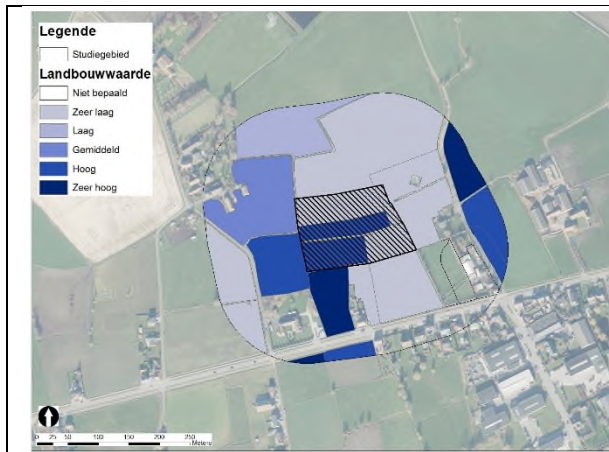 Legende
Studiegebied
Landbouwwaarde
Niet bepaald
Zeer laag
Laag
Gemiddeld
Hoog
Zeer hoog
0 25 50 100 150 200 250
Meters